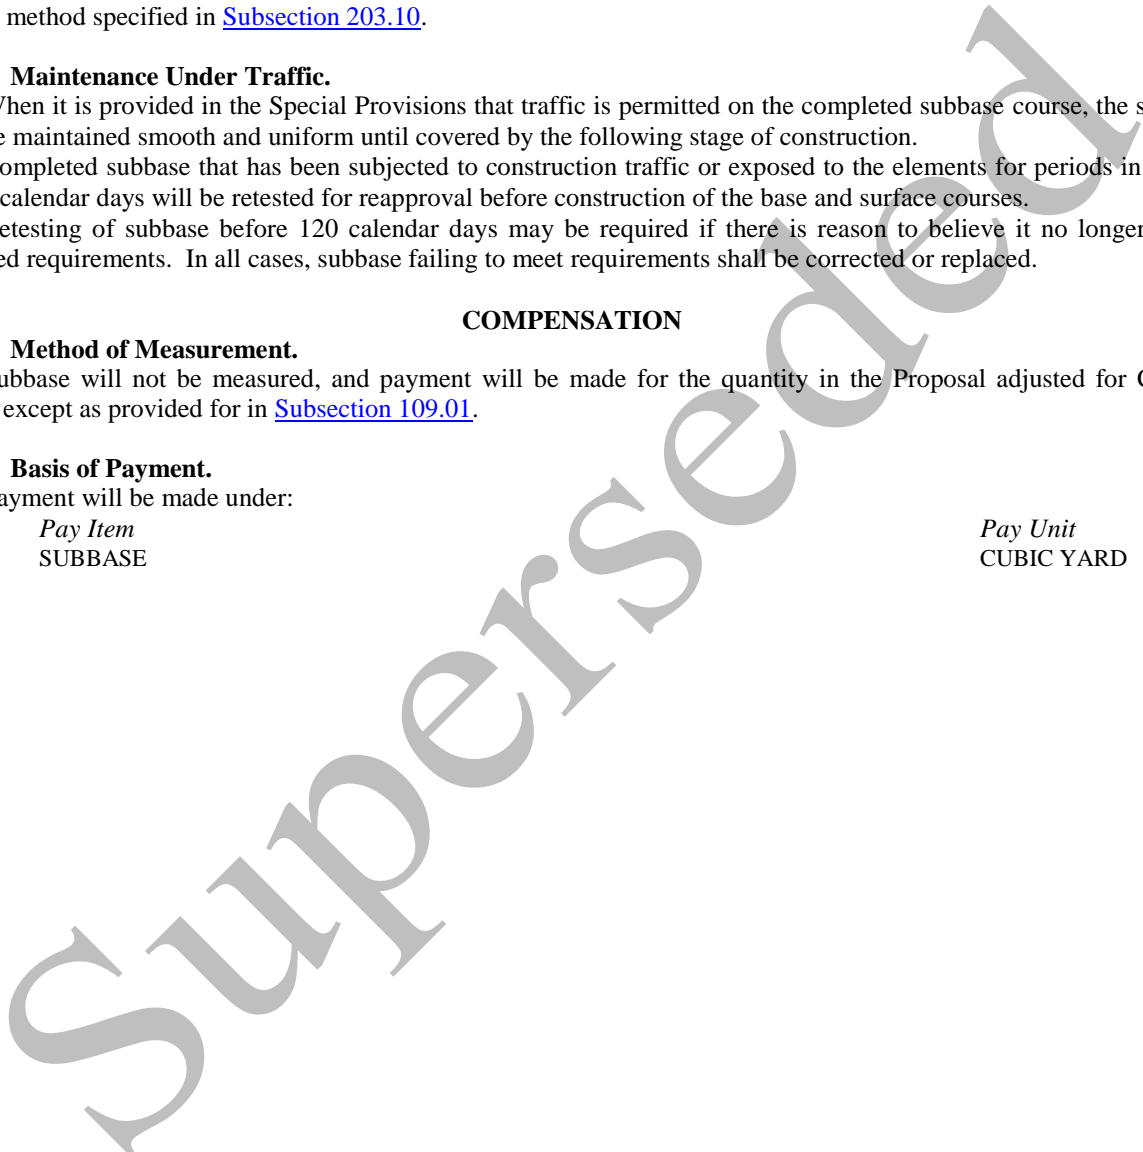 method specified in Subsection 203.10.
Maintenance Under Traffic.
When it is provided in the Special Provisions that traffic is permitted on the completed subbase course, the s
e maintained smooth and uniform until covered by the following stage of construction.
ompleted subbase that has been subjected to construction traffic or exposed to the elements for periods in
calendar days will be retested for reapproval before construction of the base and surface courses.
etesting of subbase before 120 calendar days may be required if there is reason to believe it no longer
ed requirements. In all cases, subbase failing to meet requirements shall be corrected or replaced.
COMPENSATION
Method of Measurement.
ubbase will not be measured, and payment will be made for the quantity in the Proposal adjusted for C
except as provided for in Subsection 109.01.
Basis of Payment.
ayment will be made under:
Pay Item Pay Unit
SUBBASE CUBIC YARD
Superseded